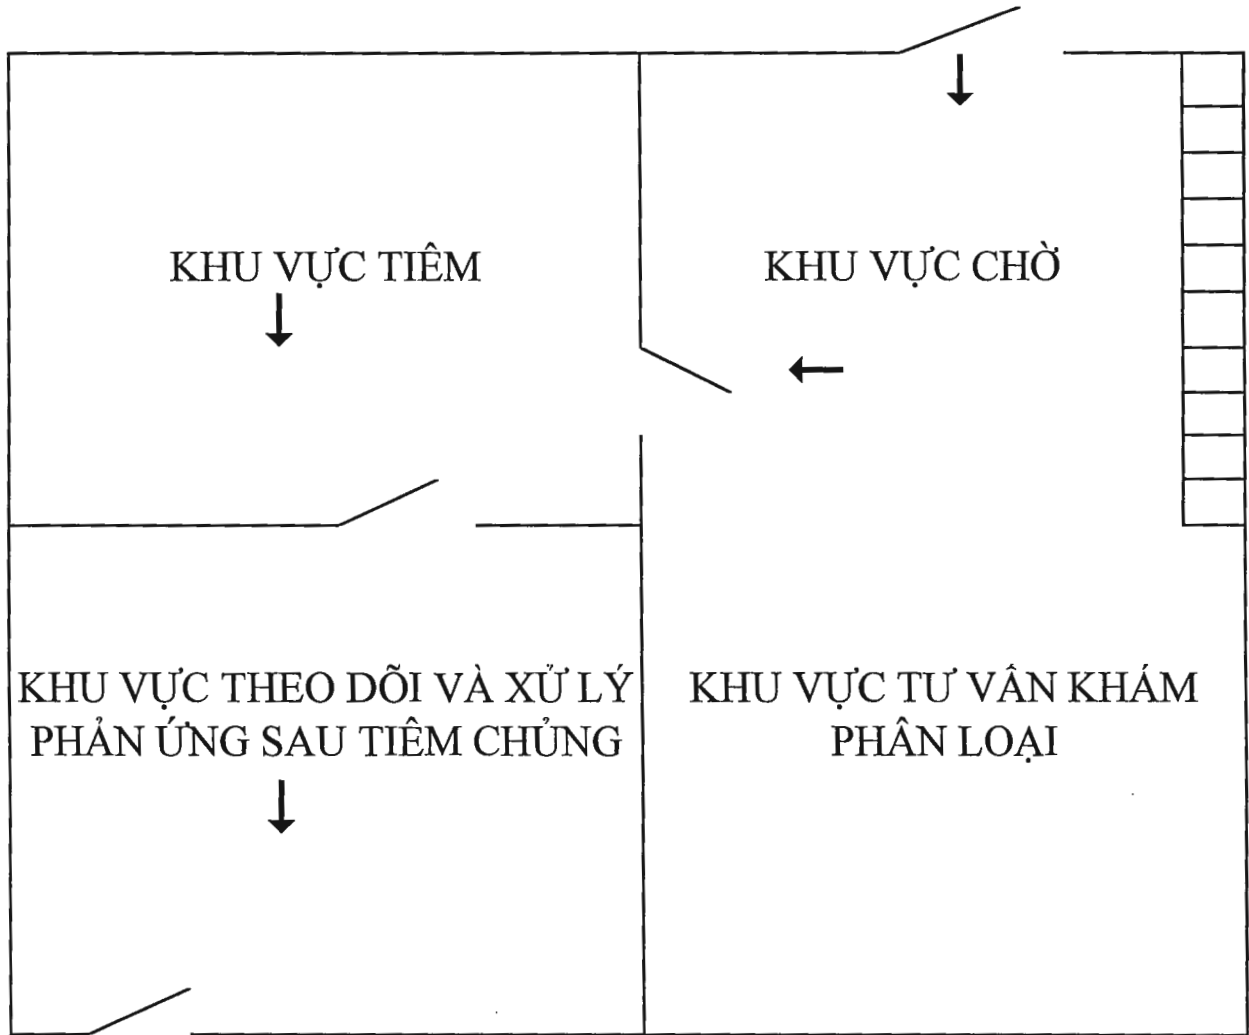 KHU VỰC TIÊM
KHU VỰC CHỜ
KHU VỰC THEO DÕI VÀ XỬ LÝ
PHẢN ỨNG SAU TIÊM CHỦNG
KHU VỰC TƯ VẤN KHÁM
PHÂN LOẠI